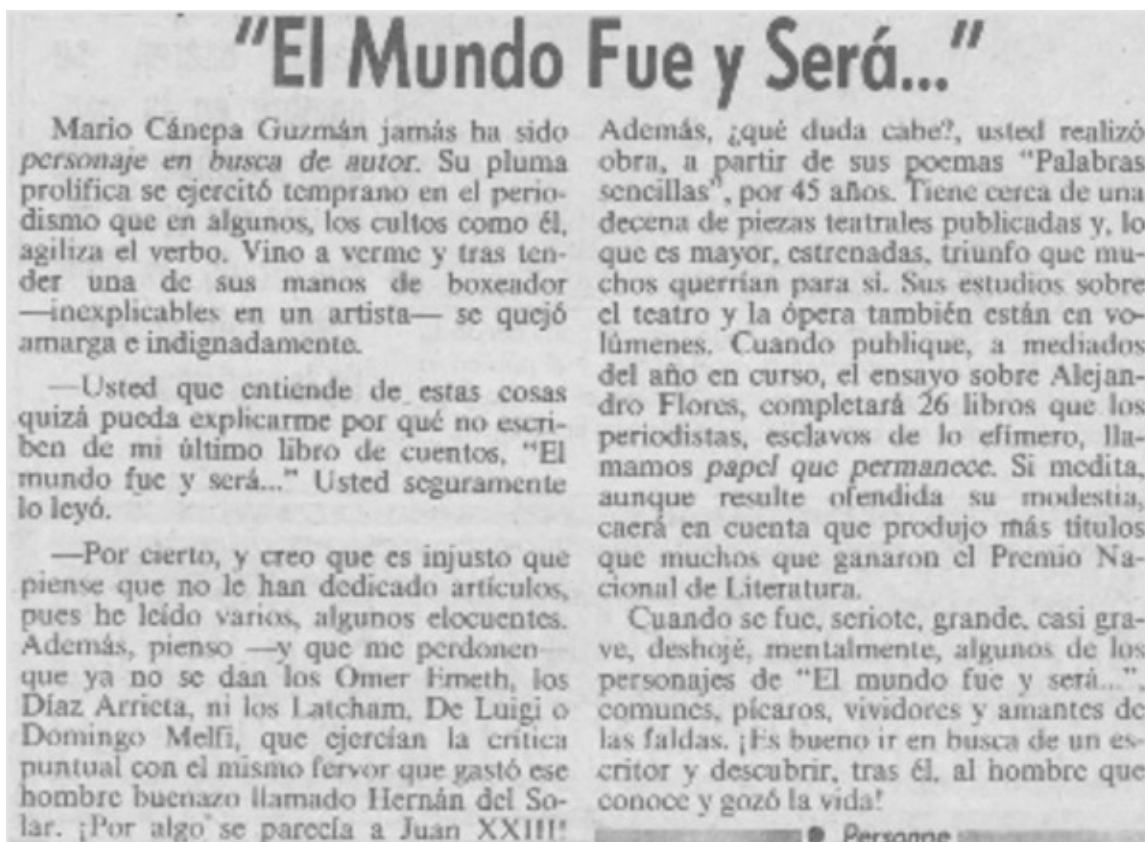 "El Mundo Fue y Será..."
Mario Cánepa Guzmán jamás ha sido
personaje en busca de autor. Su pluma
prolífica se ejercitó temprano en el perio-
dismo que en algunos, los cultos como él,
agiliza el verbo. Vino a verme y tras ten-
der una de sus manos de boxeador
—inexplicables en un artista— se quejó
amarga e indignadamente.
—Usted que entiende de estas cosas
quizá pueda explicarme por qué no escri-
ben de mi último libro de cuentos, "El
mundo fue y será..." Usted seguramente
lo leyó.
—Por cierto, y creo que es injusto que
piense que no le han dedicado artículos,
pues he leído varios, algunos elocuentes.
Además, pienso —y que me perdonen—
que ya no se dan los Omer Emeth, los
Díaz Arrieta, ni los Latcham, De Luigi o
Domingo Melfi, que ejercían la crítica
puntual con el mismo fervor que gastó ese
hombre buenazo llamado Hernán del So-
lar. ¡Por algo se parecía a Juan XXIII!
Además, ¿qué duda cabe?, usted realizó
obra, a partir de sus poemas "Palabras
sencillas", por 45 años. Tiene cerca de una
decena de piezas teatrales publicadas y, lo
que es mayor, estrenadas, triunfo que mu-
chos querrían para sí. Sus estudios sobre
el teatro y la ópera también están en vo-
lúmenes. Cuando publique, a mediados
del año en curso, el ensayo sobre Alejan-
dro Flores, completará 26 libros que los
periodistas, esclavos de lo efímero, lla-
mamos papel que permanece. Si medita,
aunque resulte ofendida su modestia,
caerá en cuenta que produjo más títulos
que muchos que ganaron el Premio Na-
cional de Literatura.
Cuando se fue, seriote, grande, casi gra-
ve, deshojé, mentalmente, algunos de los
personajes de "El mundo fue y será...",
comunes, pícaros, vividores y amantes de
las faldas. ¡Es bueno ir en busca de un es-
critor y descubrir, tras él, al hombre que
conoce y gozó la vida!
● Personne